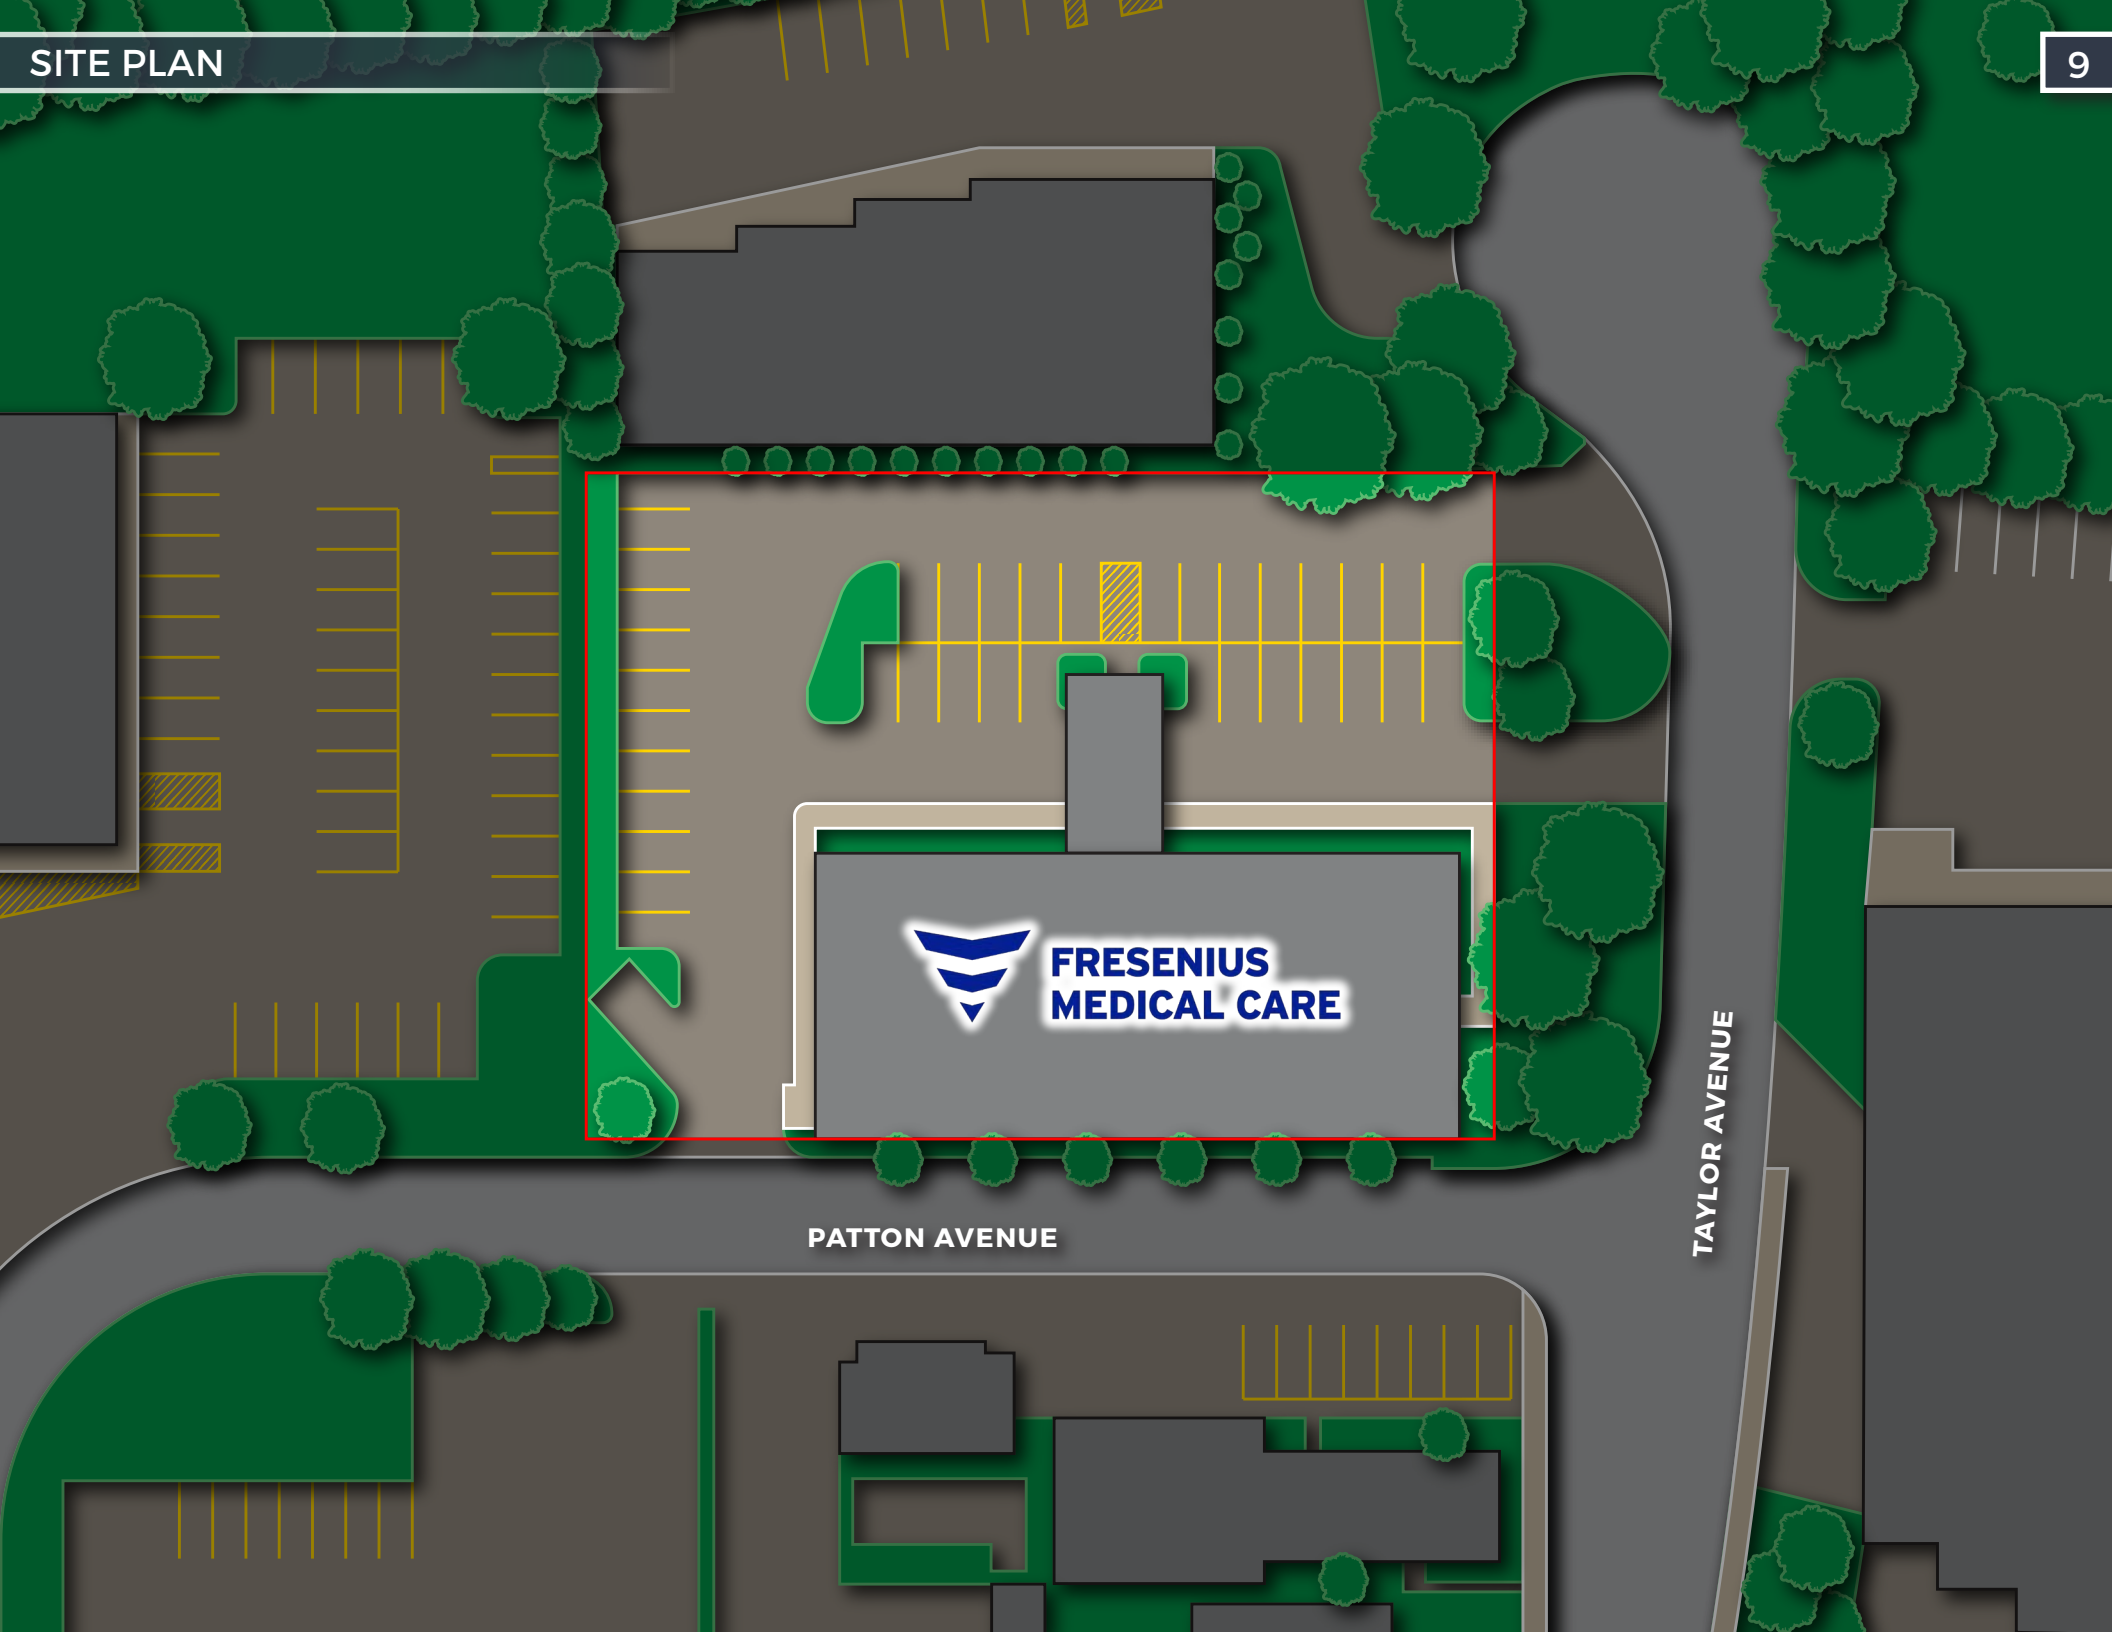 SITE PLAN
9
FRESENIUS
MEDICAL CARE
TAYLOR AVENUE
PATTON AVENUE